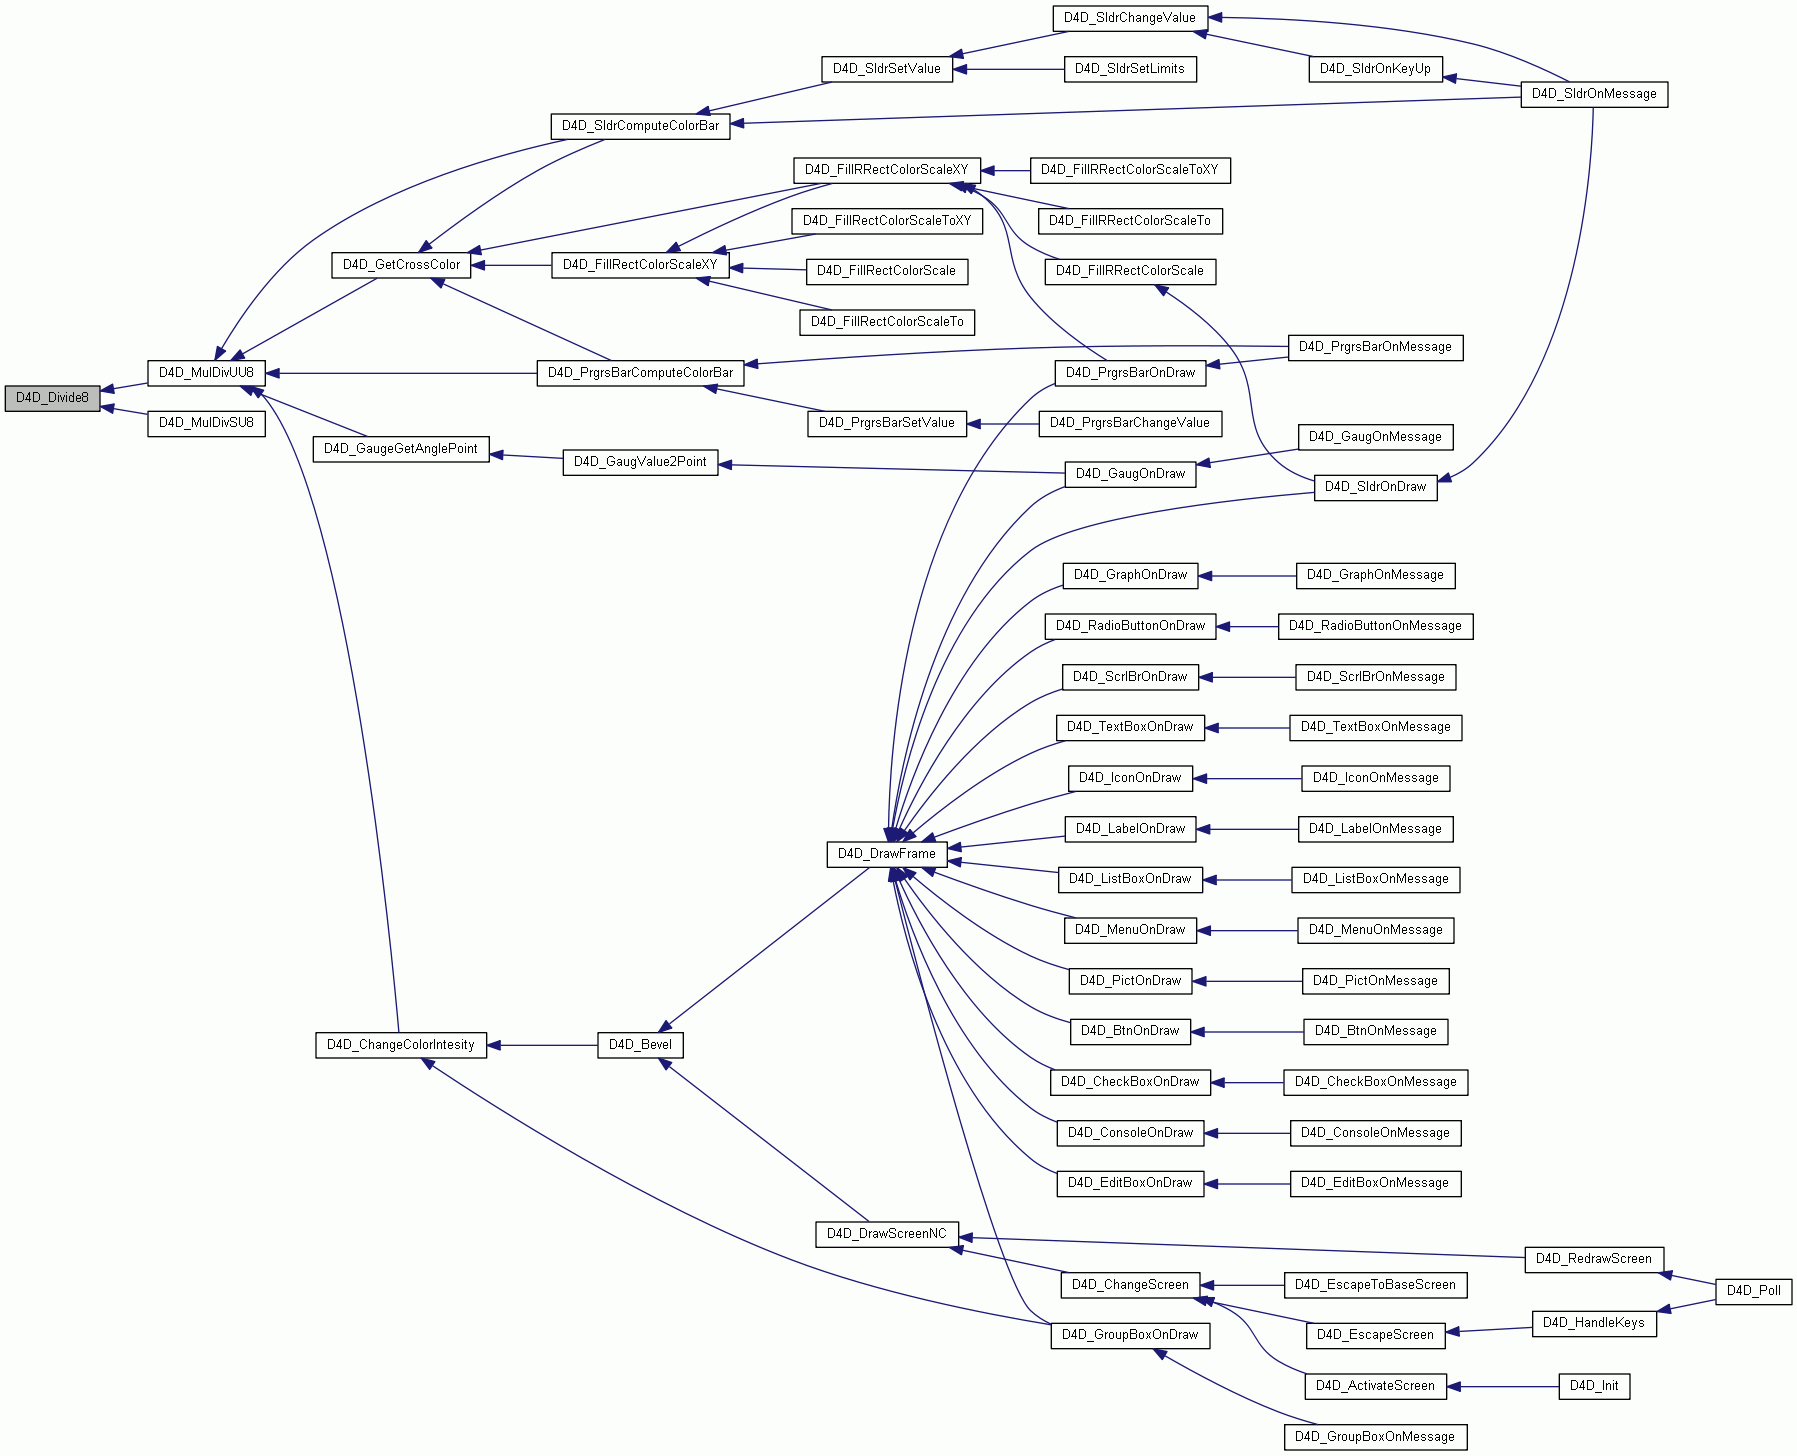 D4D_SldrChangeValue
D4D_SldrSetValue
D4D_SldrSetLimits
D4D_SldrOnKeyUp
D4D_SldrOnMessage
D4D_SldrComputeColorBar
D4D_FillRRectColorScaleXY
D4D_FillRRectColorScaleToXY
D4D_FillRectColorScaleToXY
D4D_FillRRectColorScaleTo
D4D_GetCrossColor
D4D_FillRectColorScaleXY
D4D_FillRectColorScale
D4D_FillRRectColorScale
D4D_FillRectColorScaleTo
D4D_PrgrsBarOnMessage
D4D_MulDivUU8
D4D_PrgrsBarComputeColorBar
D4D_PrgrsBarOnDraw
D4D_Divide8
D4D_MulDivSU8
D4D_PrgrsBarSetValue
D4D_PrgrsBarChangeValue
D4D_GaugOnMessage
D4D_GaugeGetAnglePoint
D4D_GaugValue2Point
D4D_GaugOnDraw
D4D_SldrOnDraw
D4D_GraphOnDraw
D4D_GraphOnMessage
D4D_RadioButtonOnDraw
D4D_RadioButtonOnMessage
D4D_ScrlBrOnDraw
D4D_ScrlBrOnMessage
D4D_TextBoxOnDraw
D4D_TextBoxOnMessage
D4D_IconOnDraw
D4D_IconOnMessage
D4D_LabelOnDraw
D4D_LabelOnMessage
D4D_DrawFrame
D4D_ListBoxOnDraw
D4D_ListBoxOnMessage
D4D_MenuOnDraw
D4D_MenuOnMessage
D4D_PictOnDraw
D4D_PictOnMessage
D4D_BtnOnDraw
D4D_BtnOnMessage
D4D_ChangeColorIntesity
D4D_Bevel
D4D_CheckBoxOnDraw
D4D_CheckBoxOnMessage
D4D_ConsoleOnDraw
D4D_ConsoleOnMessage
D4D_EditBoxOnDraw
D4D_EditBoxOnMessage
D4D_DrawScreenNC
D4D_RedrawScreen
D4D_ChangeScreen
D4D_EscapeToBaseScreen
D4D_Poll
D4D_GroupBoxOnDraw
D4D_EscapeScreen
D4D_HandleKeys
D4D_ActivateScreen
D4D_Init
D4D_GroupBoxOnMessage